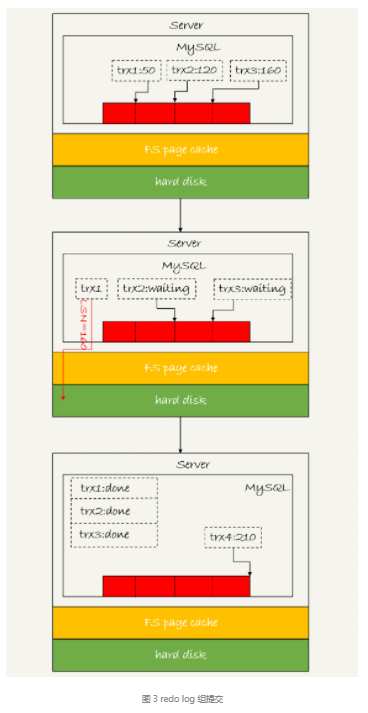 Server
MySQL
trx1:50 trx2:120 trx3:160
FS page cache
hard disk
Server
MySQL
trx1 trx2:waiting trx3:waiting
LSN=160
FS page cache
hard disk
Server
trx1:done MySQL
trx2:done
trx3:done trx4:210
FS page cache
hard disk
图 3 redo log 组提交